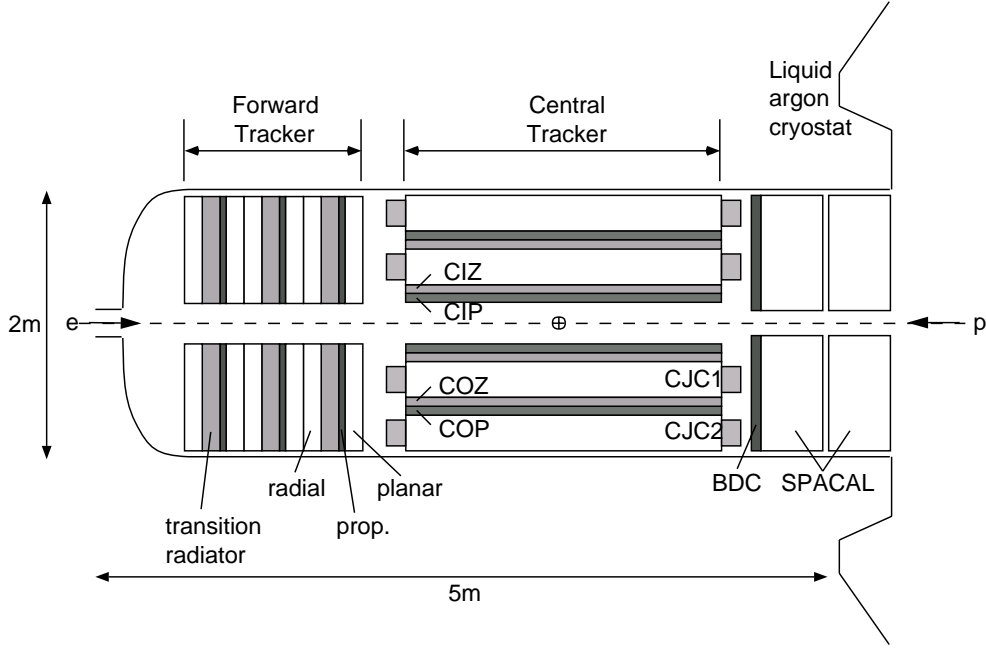 Liquid
argon
cryostat
Forward
Tracker
Central
Tracker
CIZ
CIP
2m
e
p
COZ
CJC1
COP
CJC2
BDC
SPACAL
radial
planar
transition
radiator
prop.
5m